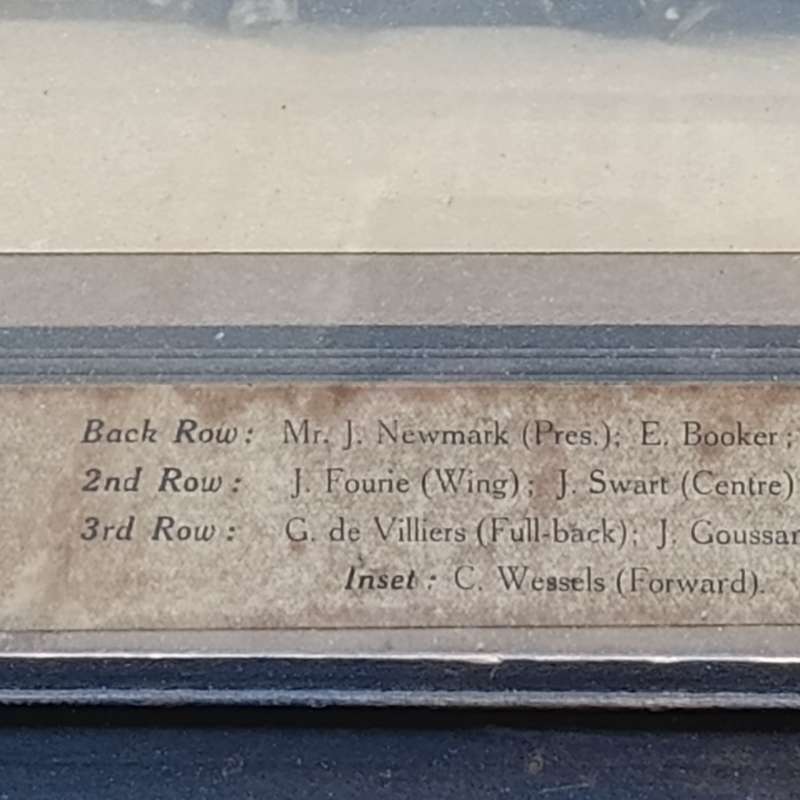 Back Row: Mr. J. Newmark (Pres.); E. Booker;
2nd Row: J. Fourie (Wing); J. Swart (Centre)
3rd Row: G. de Villiers (Full-back); J. Goussar
Inset: C. Wessels (Forward).